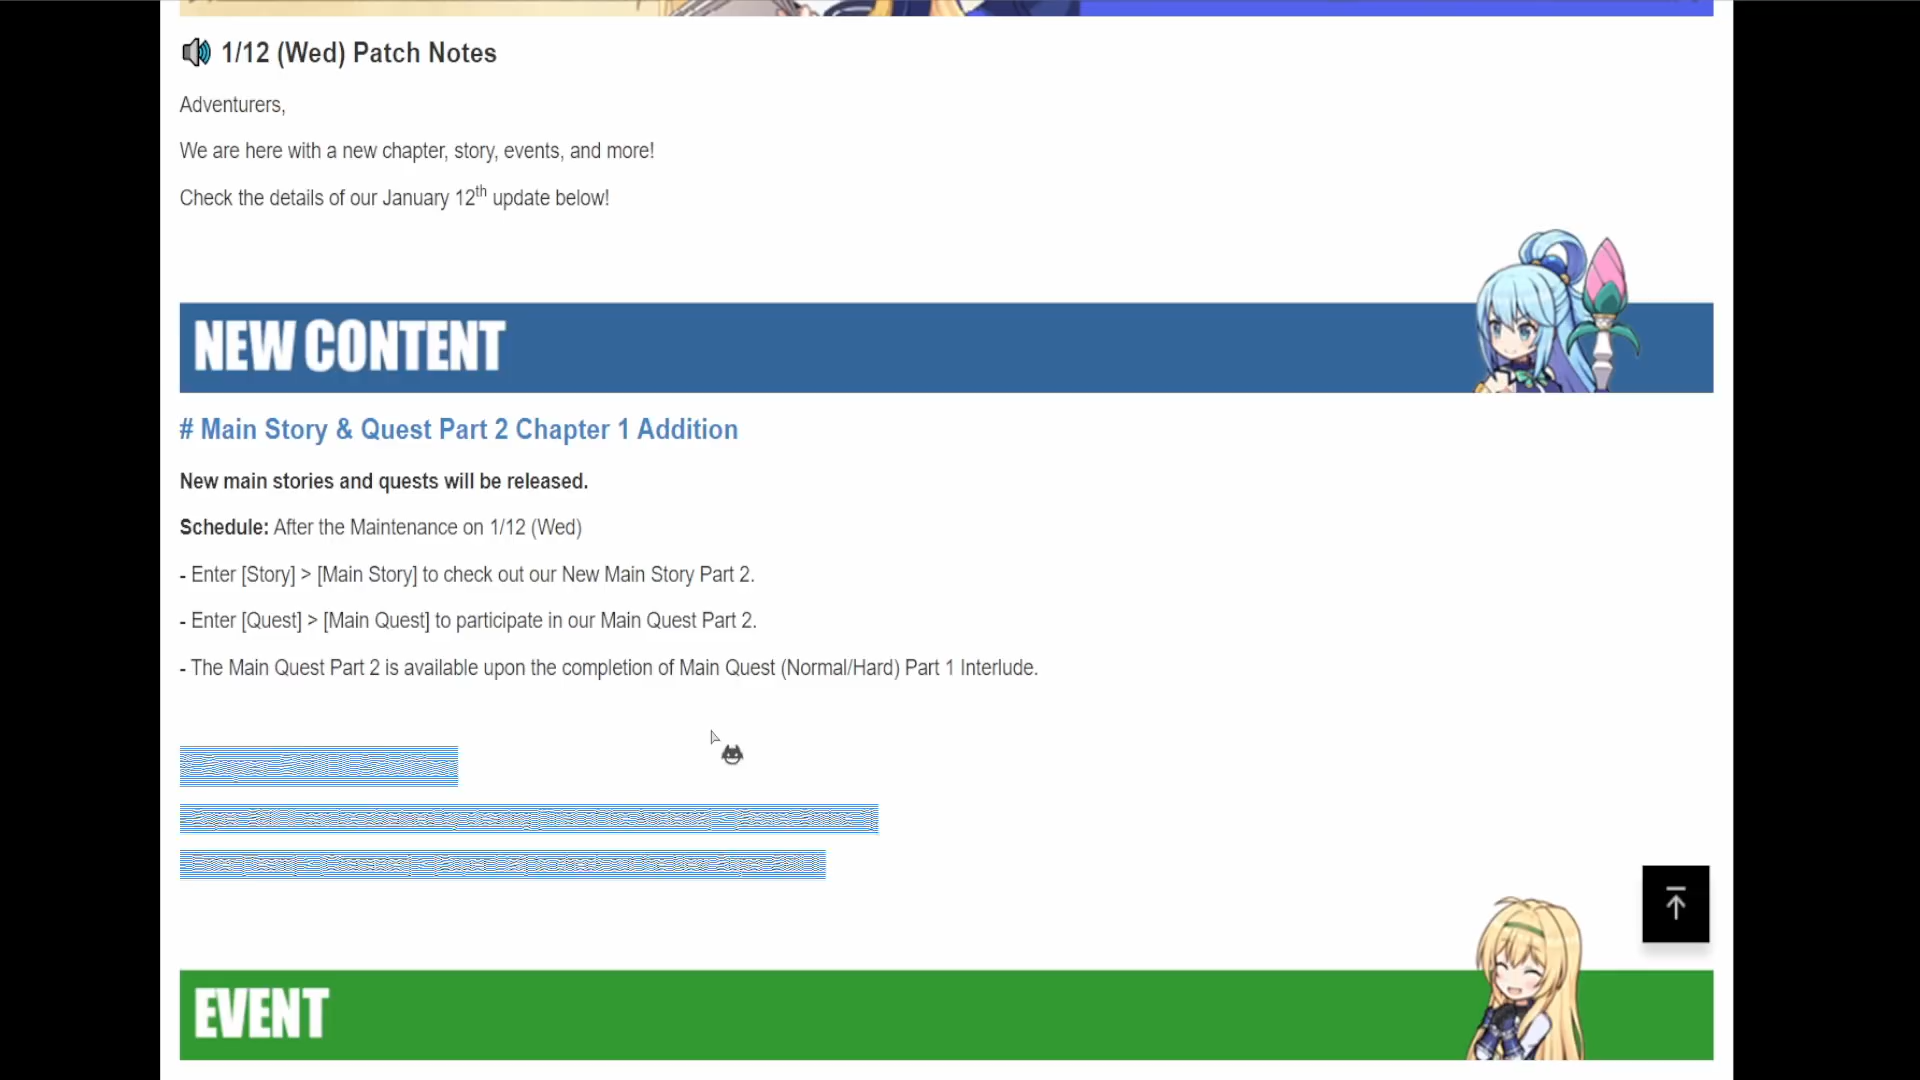 1/12 (Wed) Patch Notes
Adventurers,
We are here with a new chapter, story, events, and more!
Check the details of our January 12th update below!
NEW CONTENT
# Main Story & Quest Part 2 Chapter 1 Addition
New main stories and quests will be released.
Schedule: After the Maintenance on 1/12 (Wed)
- Enter [Story] > [Main Story] to check out our New Main Story Part 2.
- Enter [Quest] > [Main Quest] to participate in our Main Quest Part 2.
- The Main Quest Part 2 is available upon the completion of Main Quest (Normal/Hard) Part 1 Interlude.
EVENT